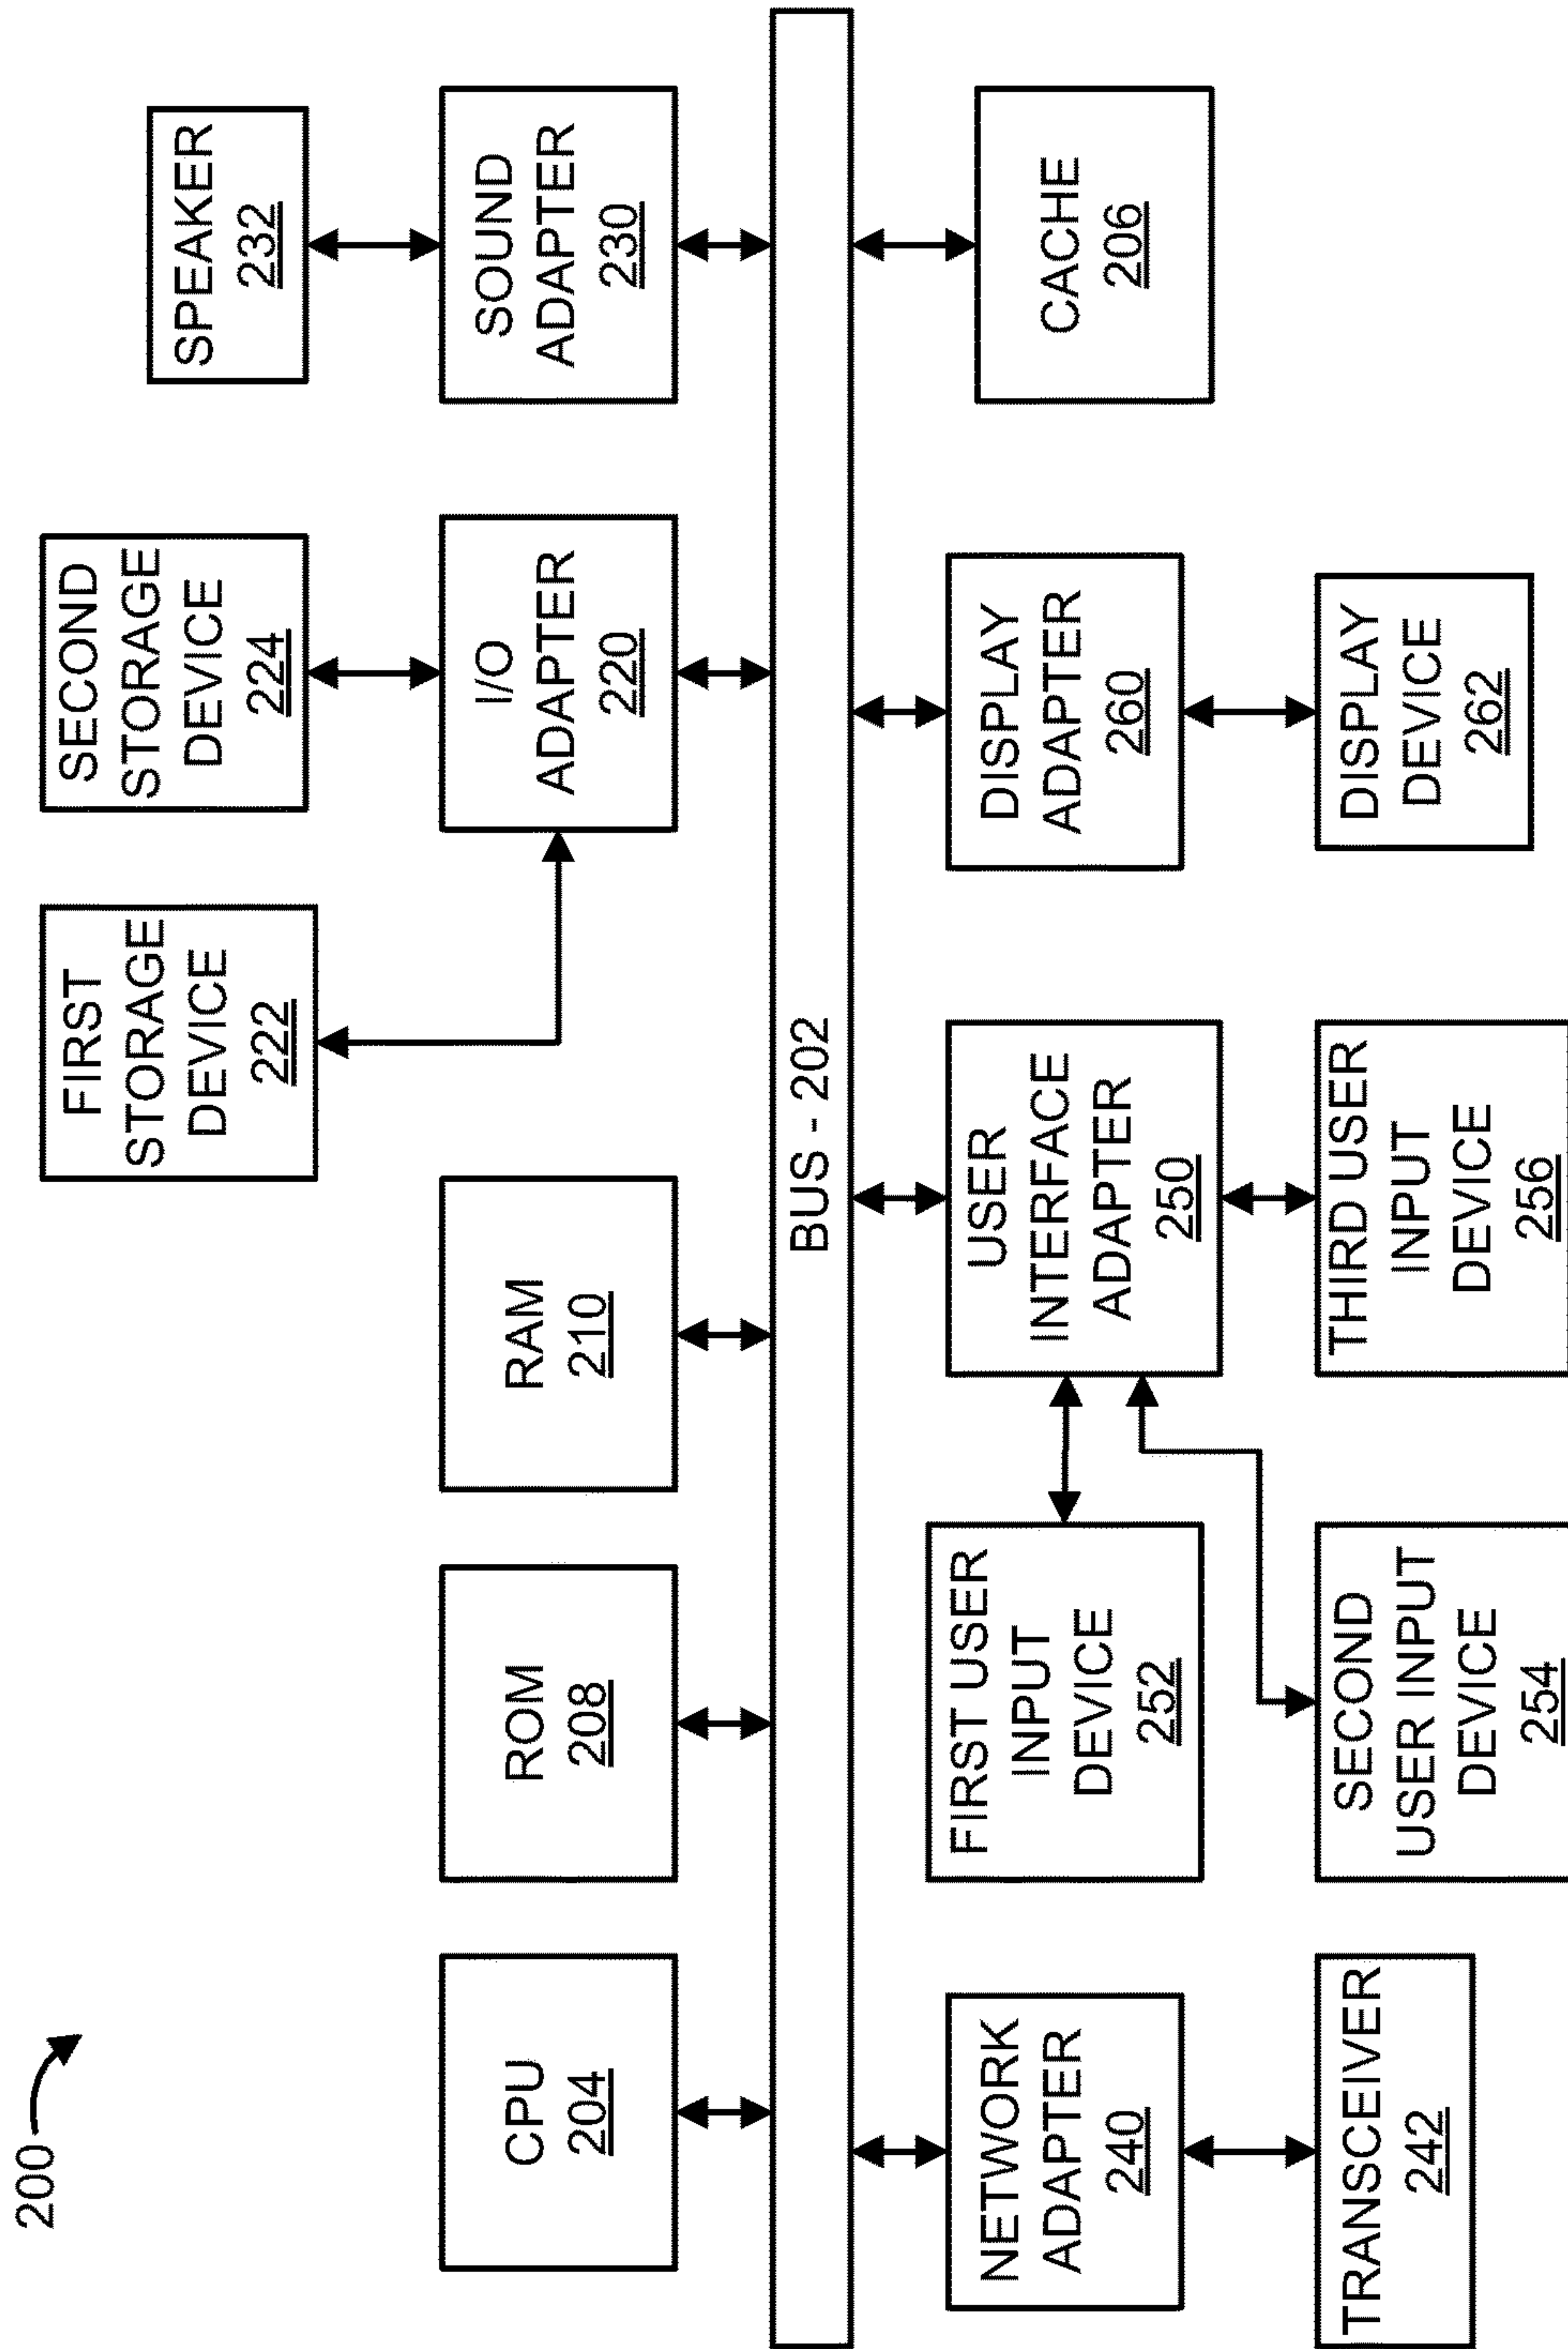 200
FIRST
STORAGE
DEVICE
222
SECOND
STORAGE
DEVICE
224
SPEAKER
232
CPU
204
ROM
208
RAM
210
I/O
ADAPTER
220
SOUND
ADAPTER
230
BUS - 202
NETWORK
ADAPTER
240
FIRST USER
INPUT
DEVICE
252
USER
INTERFACE
ADAPTER
250
DISPLAY
ADAPTER
260
CACHE
206
TRANSCEIVER
242
SECOND
USER INPUT
DEVICE
254
THIRD USER
INPUT
DEVICE
256
DISPLAY
DEVICE
262